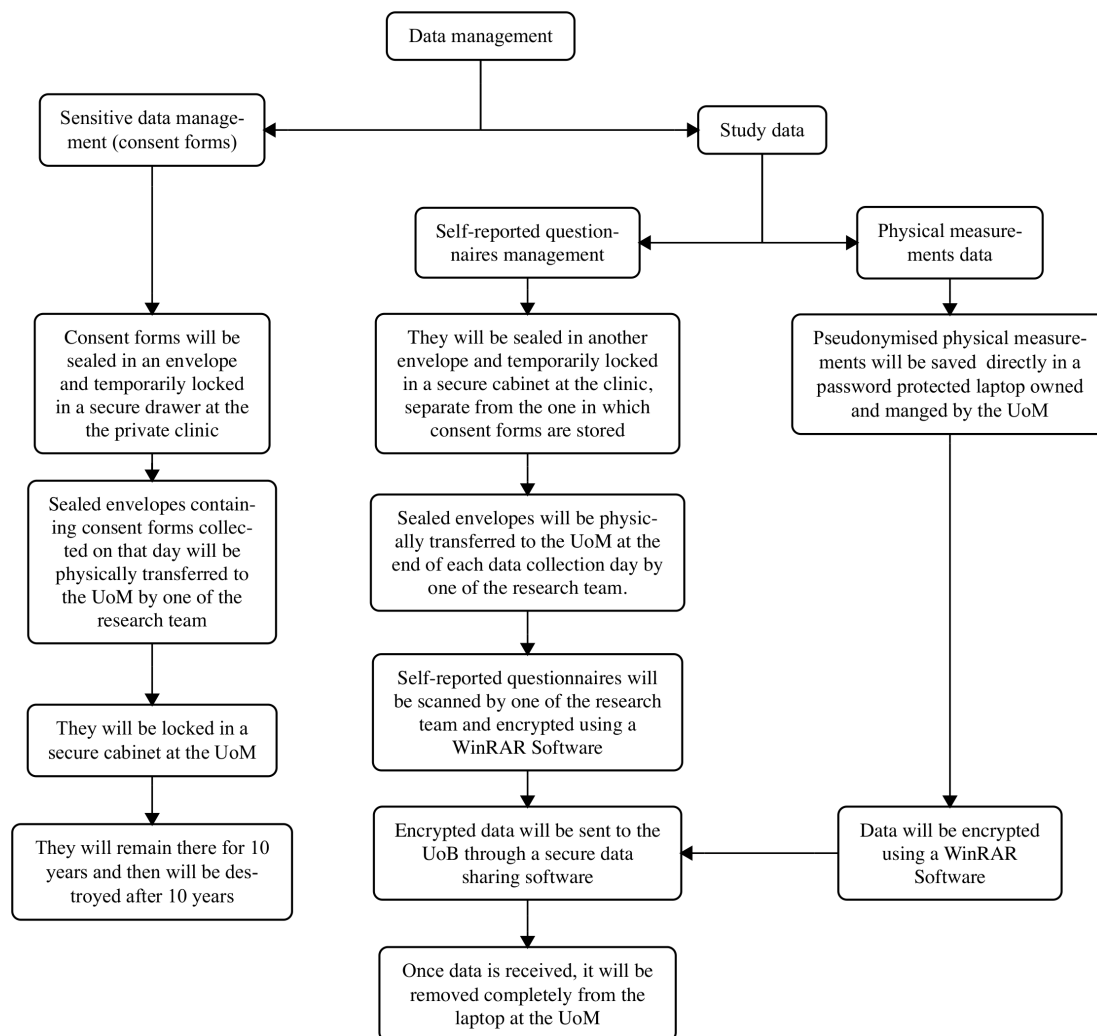 Data management
Sensitive data manage-
ment (consent forms)
Study data
Self-reported question-
naires management
Physical measure-
ments data
Consent forms will be
sealed in an envelope
and temporarily locked
in a secure drawer at the
the private clinic
They will be sealed in another
envelope and temporarily locked
in a secure cabinet at the clinic,
separate from the one in which
consent forms are stored
Pseudonymised physical measure-
ments will be saved  directly in a
password protected laptop owned
and manged by the UoM
Sealed envelopes contain-
ing consent forms collec-
ted on that day will be
physically transferred to
the UoM by one of the
research team
Sealed envelopes will be physic-
ally transferred to the UoM at the
end of each data collection day by
one of the research team.
Self-reported questionnaires will
be scanned by one of the research
team and encrypted using a
WinRAR Software
They will be locked in a
secure cabinet at the UoM
They will remain there for 10
years and then will be des-
troyed after 10 years
Encrypted data will be sent to the
UoB through a secure data
sharing software
Data will be encrypted
using a WinRAR
Software
Once data is received, it will be
removed completely from the
laptop at the UoM